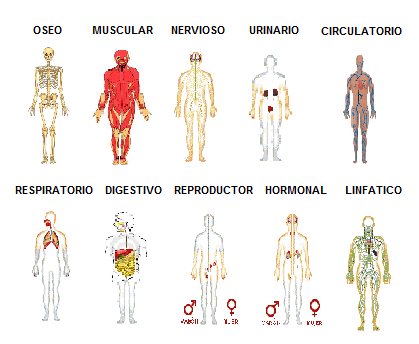 OSEO MUSCULAR NERVIOSO URINARIO CIRCULATORIO
RESPIRATORIO DIGESTIVO REPRODUCTOR HORMONAL LINFATICO